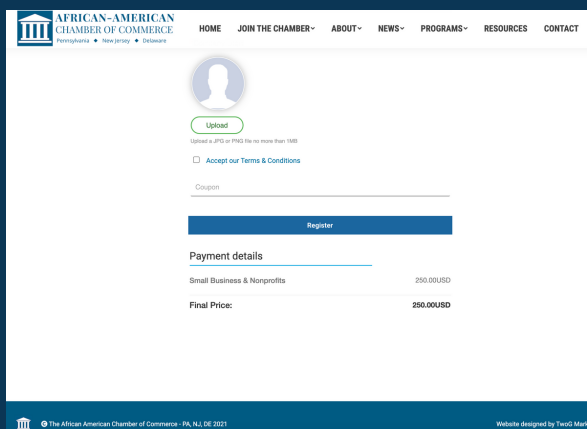 AFRICAN-AMERICAN
CHAMBER OF COMMERCE
Pennsylvania ◆ New Jersey ◆ Delaware
HOME JOIN THE CHAMBER ABOUT NEWS PROGRAMS RESOURCES CONTACT
Upload
Upload a JPG or PNG file no more than 1MB
Accept our Terms & Conditions
Coupon
Register
Payment details
Small Business & Nonprofits 250.00USD
Final Price: 250.00USD
The African American Chamber of Commerce - PA, NJ, DE 2021 Website designed by TwoG